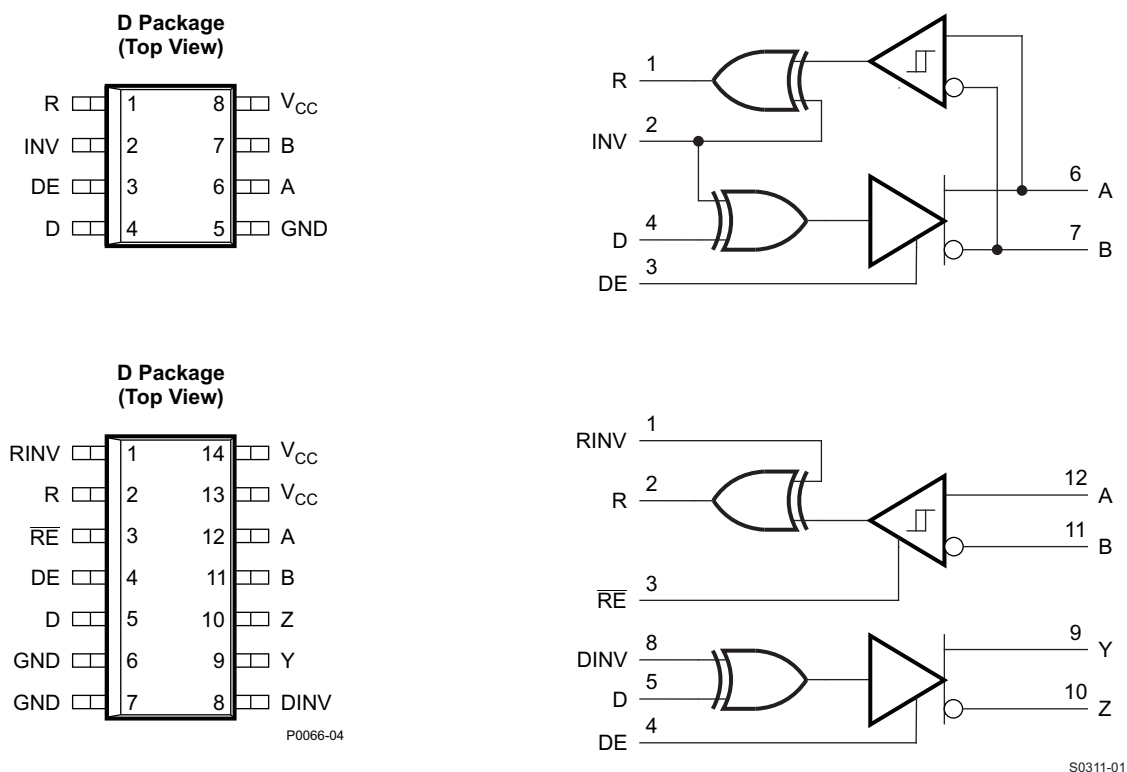 D Package
(Top View)
R 1 8 VCC
INV 2 7 B
DE 3 6 A
D 4 5 GND
1
R
2
INV
4
D
3
DE
6
A
7
B
D Package
(Top View)
RINV 1 14 VCC
R 2 13 VCC
RE 3 12 A
DE 4 11 B
D 5 10 Z
GND 6 9 Y
GND 7 8 DINV
P0066-04
1
RINV
2
R
3
RE
12
A
11
B
8
DINV
5
D
4
DE
9
Y
10
Z
S0311-01